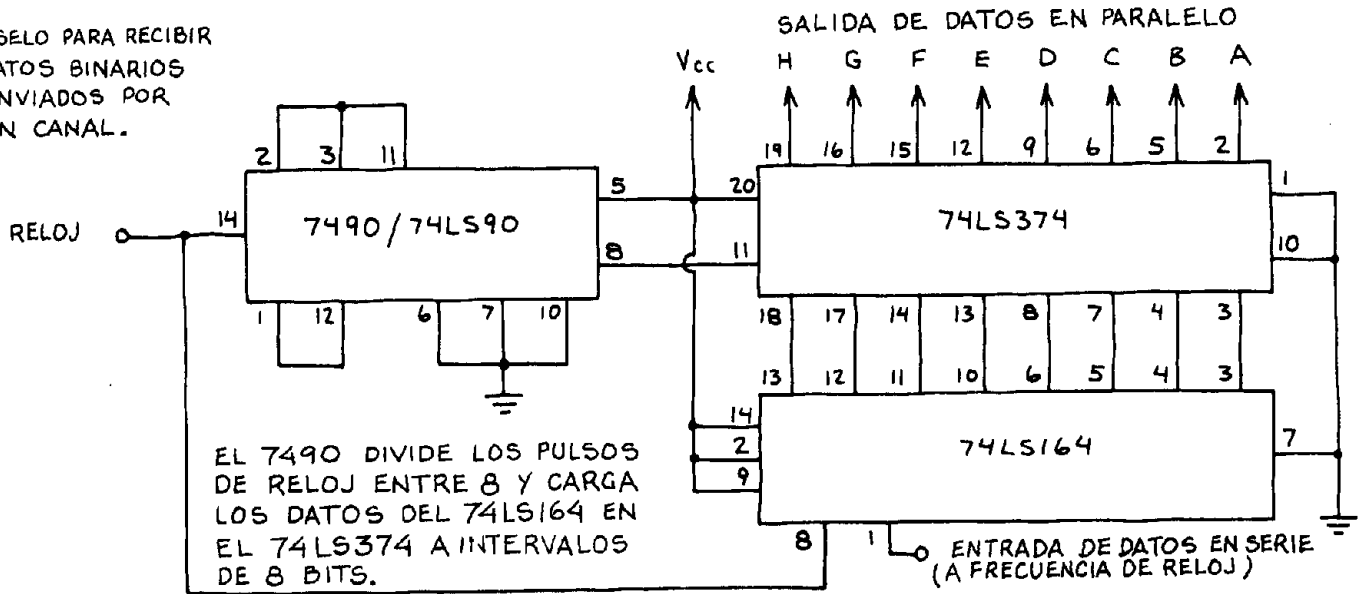 SALIDA DE DATOS EN PARALELO
PARA RECIBIR
BINARIOS
POR
CANAL.
Vcc H G F E D C B A
2 3 11
19 16 15 12 9 6 5 2
RELOJ 14 7490/74LS90 5 20 74LS374 1
8 11 10
1 12 6 7 10
18 17 14 13 8 7 4 3
13 12 11 10 6 5 4 3
14 74LS164 7
2
9
8 1
EL 7490 DIVIDE LOS PULSOS
DE RELOJ ENTRE 8 Y CARGA
LOS DATOS DEL 74LS164 EN
EL 74LS374 A INTERVALOS
DE 8 BITS.
ENTRADA DE DATOS EN SERIE
(A FRECUENCIA DE RELOJ)